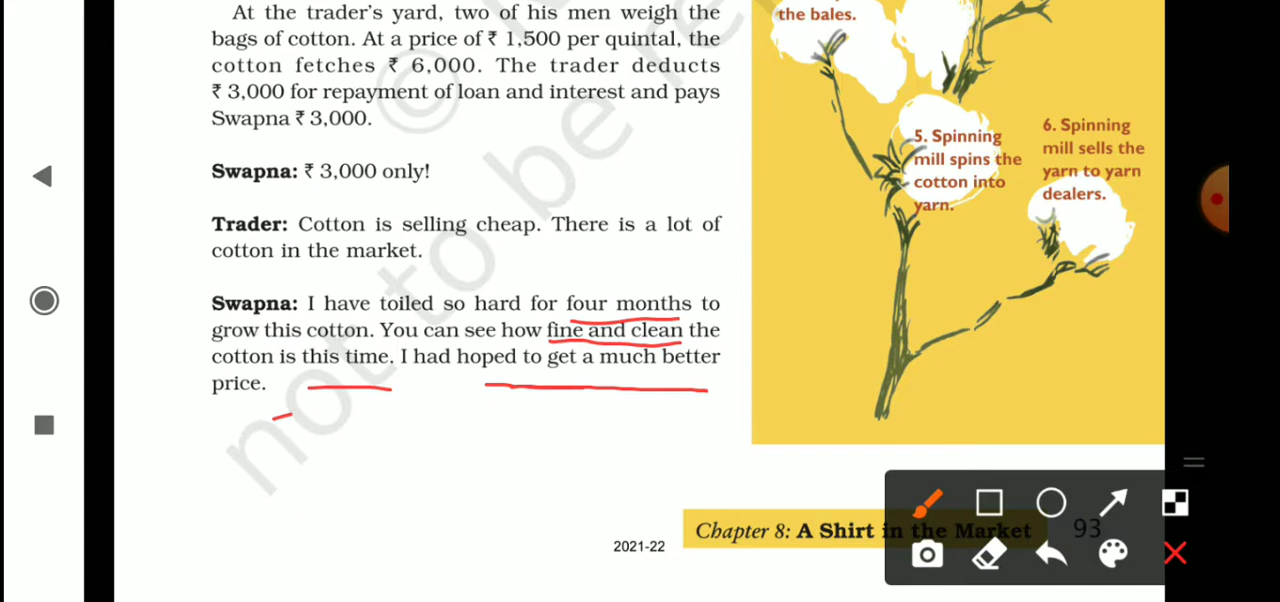 At the trader's yard, two of his men weigh the
bags of cotton. At a price of ₹ 1,500 per quintal, the
cotton fetches ₹ 6,000. The trader deducts
₹ 3,000 for repayment of loan and interest and pays
Swapna ₹ 3,000.
Swapna: ₹ 3,000 only!
Trader: Cotton is selling cheap. There is a lot of
cotton in the market.
Swapna: I have toiled so hard for four months to
grow this cotton. You can see how fine and clean the
cotton is this time. I had hoped to get a much better
price.
the bales.
5. Spinning
mill spins the
cotton into
yarn.
6. Spinning
mill sells the
yarn to yarn
dealers.
not to be re
©
Chapter 8: A Shirt in the Market 93
2021-22